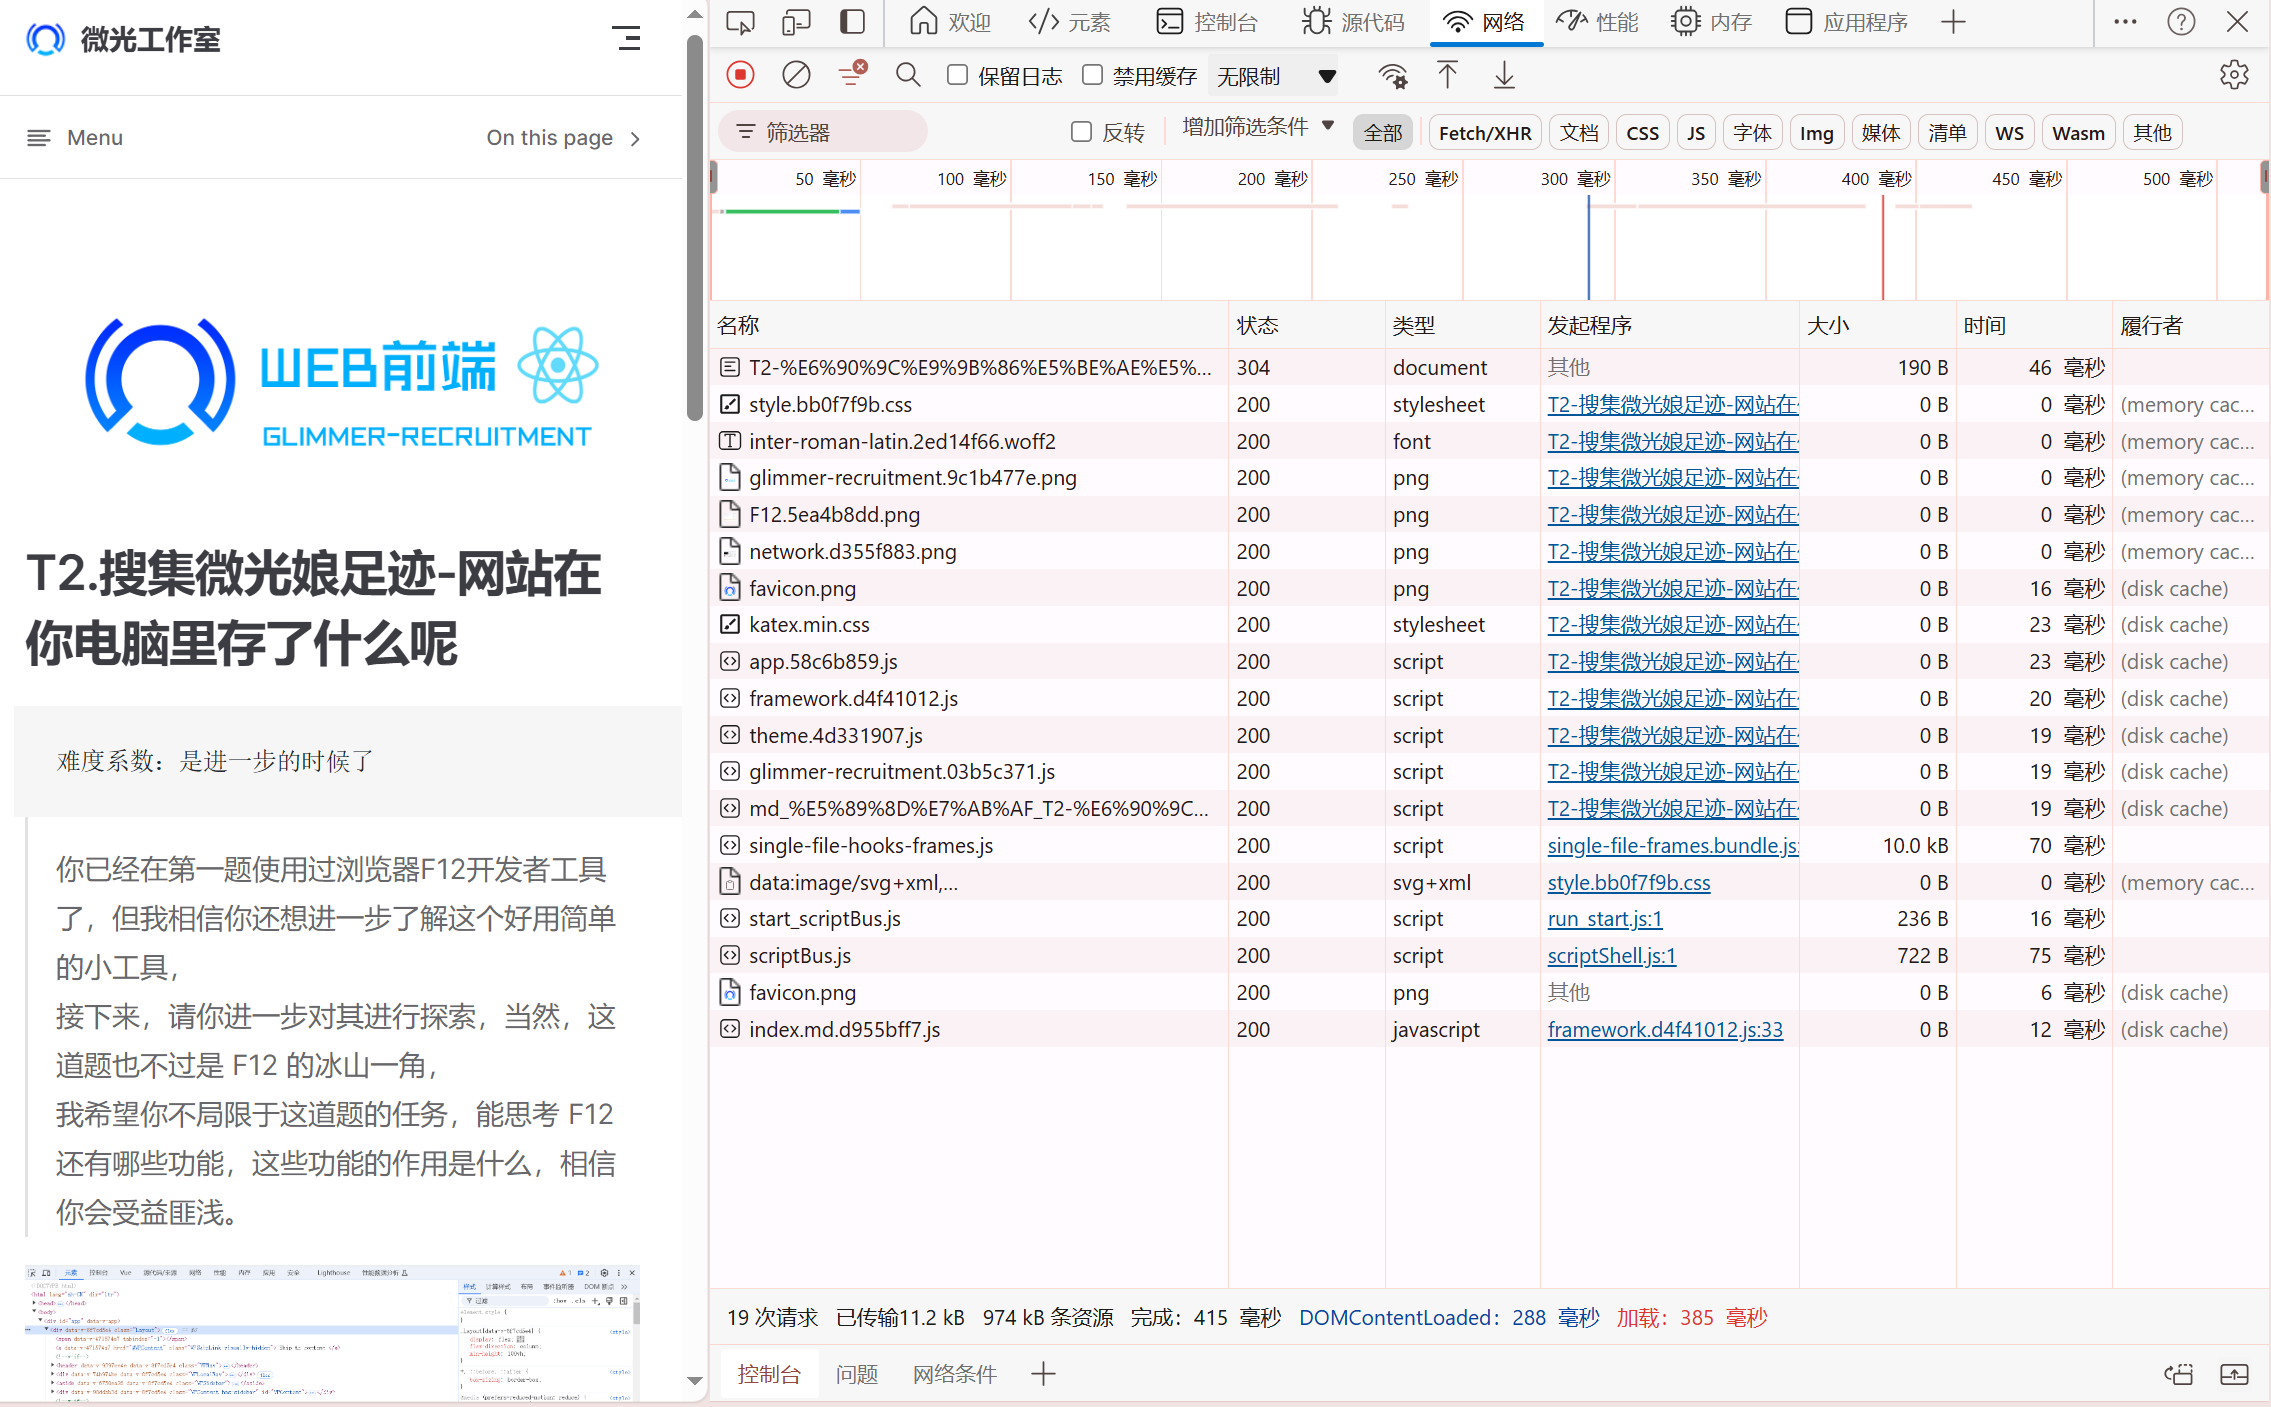 微光工作室
Menu
On this page
WEB前端
GLIMMER-RECRUITMENT
T2.搜集微光娘足迹-网站在
你电脑里存了什么呢
难度系数：是进一步的时候了
你已经在第一题使用过浏览器F12开发者工具
了，但我相信你还想进一步了解这个好用简单
的小工具，
接下来，请你进一步对其进行探索，当然，这
道题也不过是 F12 的冰山一角，
我希望你不局限于这道题的任务，能思考 F12
还有哪些功能，这些功能的作用是什么，相信
你会受益匪浅。
欢迎 元素 控制台 源代码 网络 性能 内存 应用程序
保留日志 禁用缓存 无限制
筛选器 反转 增加筛选条件 全部 Fetch/XHR 文档 CSS JS 字体 Img 媒体 清单 WS Wasm 其他
50 毫秒 100 毫秒 150 毫秒 200 毫秒 250 毫秒 300 毫秒 350 毫秒 400 毫秒 450 毫秒 500 毫秒
名称 状态 类型 发起程序 大小 时间 履行者
T2-%E6%90%9C%E9%9B%86%E5%BE%AE%E5%... 304 document 其他 190 B 46 毫秒
style.bb0f7f9b.css 200 stylesheet T2-搜集微光娘足迹-网站在 0 B 0 毫秒 (memory cac...
inter-roman-latin.2ed14f66.woff2 200 font T2-搜集微光娘足迹-网站在 0 B 0 毫秒 (memory cac...
glimmer-recruitment.9c1b477e.png 200 png T2-搜集微光娘足迹-网站在 0 B 0 毫秒 (memory cac...
F12.5ea4b8dd.png 200 png T2-搜集微光娘足迹-网站在 0 B 0 毫秒 (memory cac...
network.d355f883.png 200 png T2-搜集微光娘足迹-网站在 0 B 0 毫秒 (memory cac...
favicon.png 200 png T2-搜集微光娘足迹-网站在 0 B 16 毫秒 (disk cache)
katex.min.css 200 stylesheet T2-搜集微光娘足迹-网站在 0 B 23 毫秒 (disk cache)
app.58c6b859.js 200 script T2-搜集微光娘足迹-网站在 0 B 23 毫秒 (disk cache)
framework.d4f41012.js 200 script T2-搜集微光娘足迹-网站在 0 B 20 毫秒 (disk cache)
theme.4d331907.js 200 script T2-搜集微光娘足迹-网站在 0 B 19 毫秒 (disk cache)
glimmer-recruitment.03b5c371.js 200 script T2-搜集微光娘足迹-网站在 0 B 19 毫秒 (disk cache)
md_%E5%89%8D%E7%AB%AF_T2-%E6%90%9C... 200 script T2-搜集微光娘足迹-网站在 0 B 19 毫秒 (disk cache)
single-file-hooks-frames.js 200 script single-file-frames.bundle.js: 10.0 kB 70 毫秒
data:image/svg+xml,... 200 svg+xml style.bb0f7f9b.css 0 B 0 毫秒 (memory cac...
start_scriptBus.js 200 script run_start.js:1 236 B 16 毫秒
scriptBus.js 200 script scriptShell.js:1 722 B 75 毫秒
favicon.png 200 png 其他 0 B 6 毫秒 (disk cache)
index.md.d955bff7.js 200 javascript framework.d4f41012.js:33 0 B 12 毫秒 (disk cache)
19 次请求 已传输11.2 kB 974 kB 条资源 完成：415 毫秒 DOMContentLoaded：288 毫秒 加载：385 毫秒
控制台 问题 网络条件